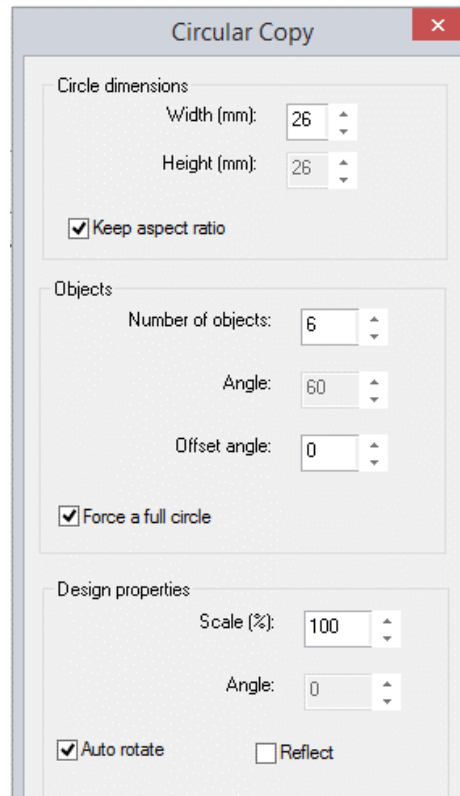 Circular Copy
Circle dimensions
Width (mm): 26
Height (mm): 26
Keep aspect ratio
Objects
Number of objects: 6
Angle: 60
Offset angle: 0
Force a full circle
Design properties
Scale (%): 100
Angle: 0
Auto rotate Reflect